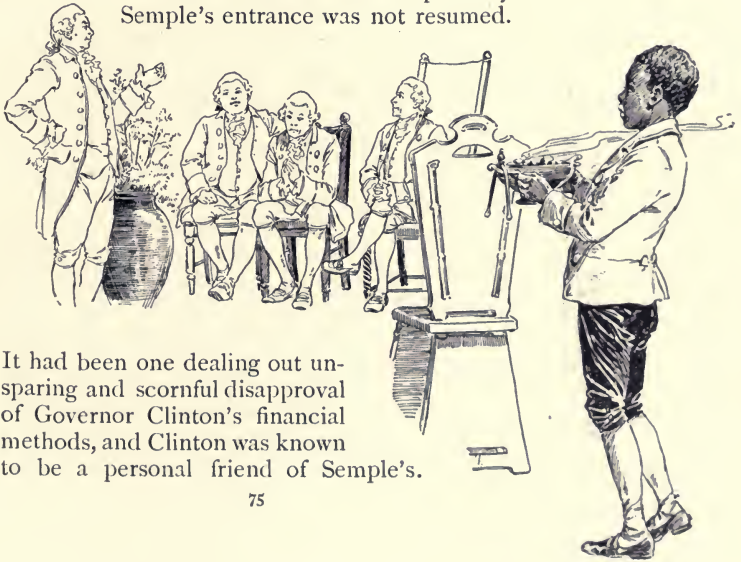 Semple's entrance was not resumed.
It had been one dealing out un-
sparing and scornful disapproval
of Governor Clinton's financial
methods, and Clinton was known
to be a personal friend of Semple's.
75